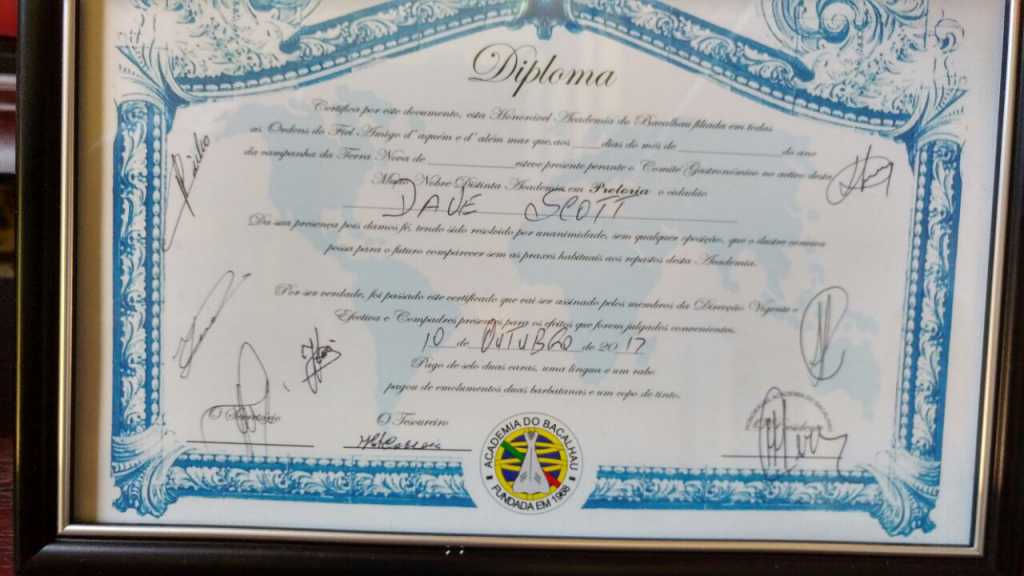 Diploma
Certifica por este documento, esta Honorável Academia do Bacalhau filiada em todas
as Ordens do Fiel Amigo d' aquém e d' além mar que, aos ____ dias do mês de ____________ do ano
da campanha da Terra Nova de ____________ esteve presente perante o Comité Gastronómico no activo desta
Nobre Distinta Academia em Pretoria o cidadão
DAVE SCOTT
Da sua presença pois damos fé, tendo sido resolvido por unanimidade, sem qualquer oposição, que o ilustre conviva
possa para o futuro comparecer sem as praxes habituais aos repastos desta Academia.
Por ser verdade, foi passado este certificado que vai ser assinado pelos membros da Direcção Vigente e
Efectiva e Compadres presentes para os efeitos que forem julgados convenientes.
10 de OUTUBRO de 2017
Pago de selo duas caras, uma língua e um rabo
pagou de emolumentos duas barbatanas e um copo de tinto.
O Secretário
O Tesoureiro
ACADEMIA DO BACALHAU
FUNDADA EM 1968